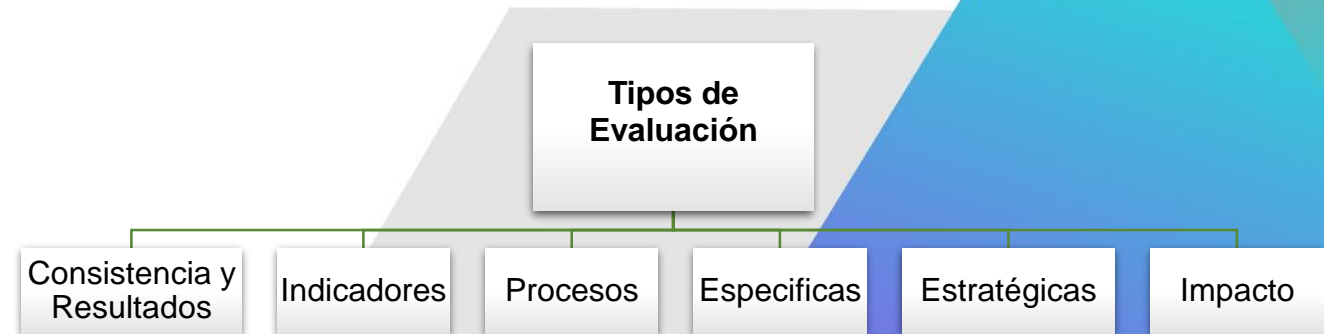 Tipos de
Evaluación
Consistencia y
Resultados
Indicadores
Procesos
Especificas
Estratégicas
Impacto